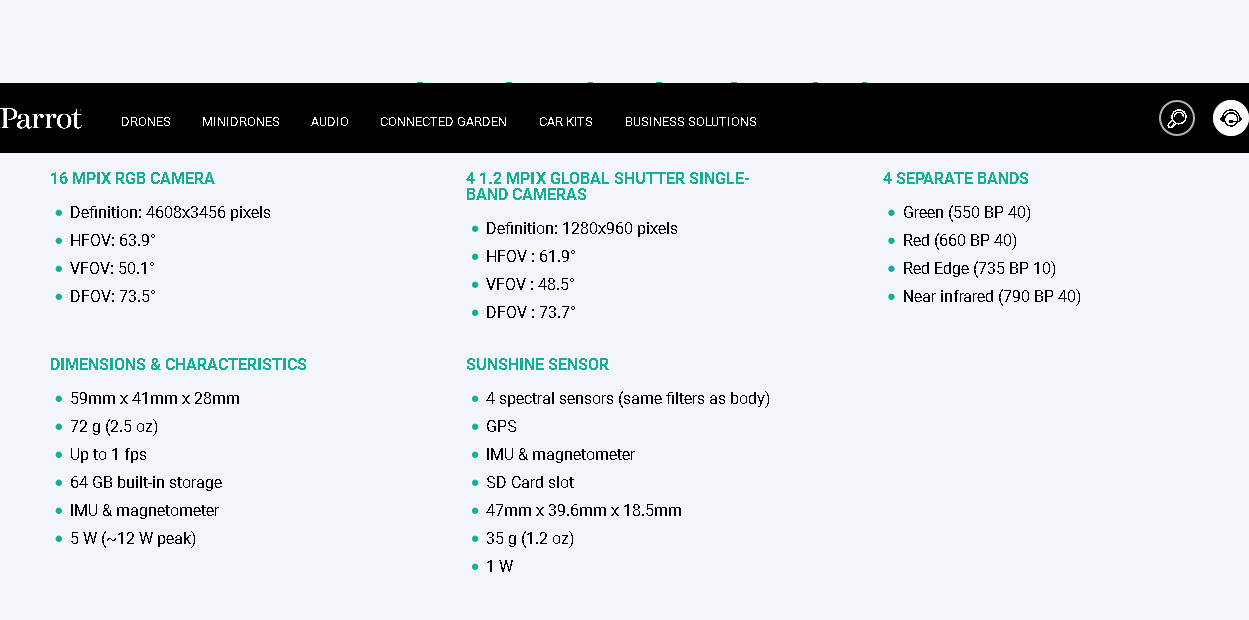 Parrot
DRONES
MINIDRONES
AUDIO
CONNECTED GARDEN
CAR KITS
BUSINESS SOLUTIONS
16 MPIX RGB CAMERA
Definition: 4608x3456 pixels
HFOV: 63.9°
VFOV: 50.1°
DFOV: 73.5°
4 1.2 MPIX GLOBAL SHUTTER SINGLE-
BAND CAMERAS
Definition: 1280x960 pixels
HFOV : 61.9°
VFOV : 48.5°
DFOV : 73.7°
4 SEPARATE BANDS
Green (550 BP 40)
Red (660 BP 40)
Red Edge (735 BP 10)
Near infrared (790 BP 40)
DIMENSIONS & CHARACTERISTICS
59mm x 41mm x 28mm
72 g (2.5 oz)
Up to 1 fps
64 GB built-in storage
IMU & magnetometer
5 W (~12 W peak)
SUNSHINE SENSOR
4 spectral sensors (same filters as body)
GPS
IMU & magnetometer
SD Card slot
47mm x 39.6mm x 18.5mm
35 g (1.2 oz)
1 W